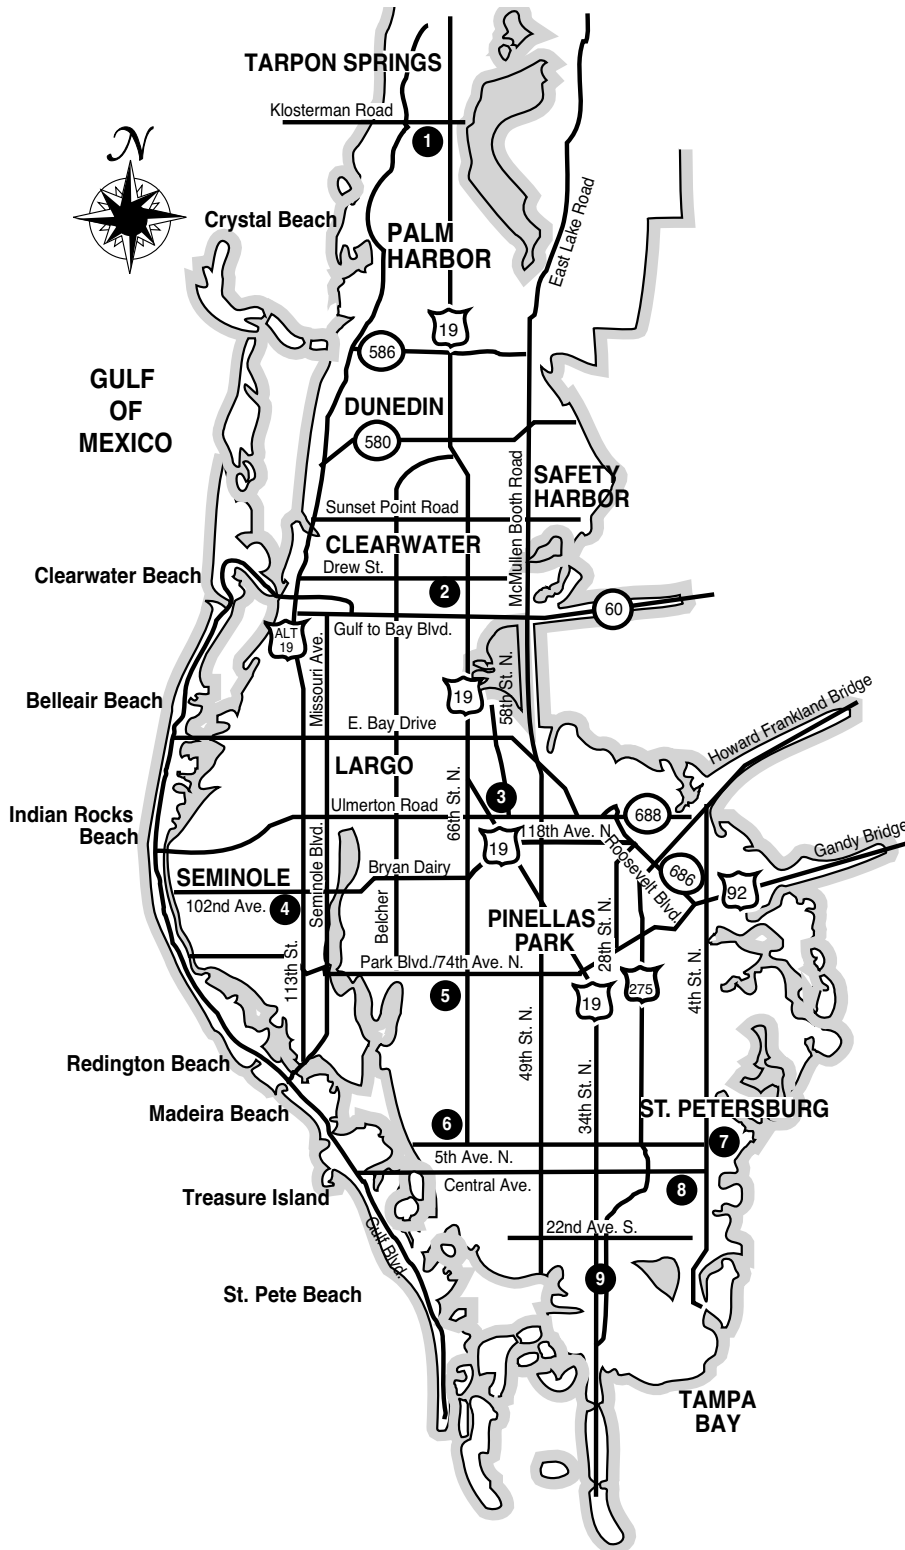 TARPON SPRINGS
Klosterman Road
1
N
Crystal Beach
PALM
HARBOR
East Lake Road
19
586
GULF
OF
MEXICO
DUNEDIN
580
SAFETY
HARBOR
McMullen Booth Road
Sunset Point Road
CLEARWATER
Drew St.
Clearwater Beach
2
60
Gulf to Bay Blvd.
ALT
19
Missouri Ave.
58th St. N.
19
Belleair Beach
E. Bay Drive
Howard Frankland Bridge
LARGO
66th St. N.
3
Ulmerton Road
688
Indian Rocks
Beach
118th Ave. N.
Gandy Bridge
19
Roosevelt Blvd.
686
92
Bryan Dairy
SEMINOLE
102nd Ave.
4
Seminole Blvd.
Belcher
PINELLAS
PARK
28th St. N.
113th St.
Park Blvd./74th Ave. N.
5
19
275
4th St. N.
49th St. N.
34th St. N.
Redington Beach
Madeira Beach
6
ST. PETERSBURG
7
5th Ave. N.
Central Ave.
8
Treasure Island
22nd Ave. S.
Gulf Blvd.
9
St. Pete Beach
TAMPA
BAY